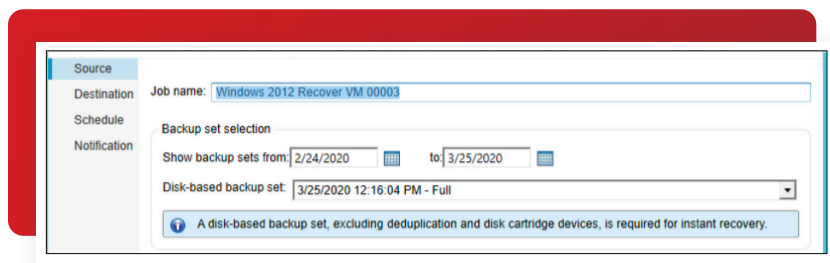 Source
Destination
Schedule
Notification
Job name: Windows 2012 Recover VM 00003
Backup set selection
Show backup sets from: 2/24/2020 to: 3/25/2020
Disk-based backup set: 3/25/2020 12:16:04 PM - Full
A disk-based backup set, excluding deduplication and disk cartridge devices, is required for instant recovery.